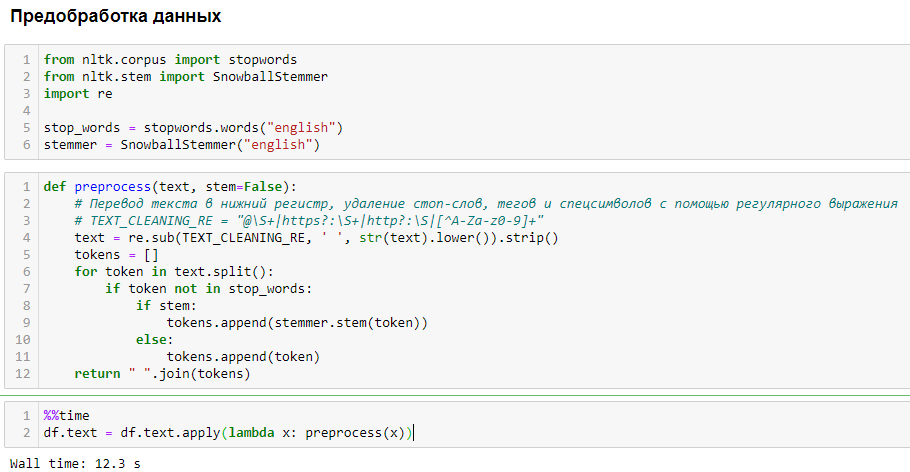 Предобработка данных
1 from nltk.corpus import stopwords
2 from nltk.stem import SnowballStemmer
3 import re
4
5 stop_words = stopwords.words("english")
6 stemmer = SnowballStemmer("english")
1 def preprocess(text, stem=False):
2     # Перевод текста в нижний регистр, удаление стоп-слов, тегов и спецсимволов с помощью регулярного выражения
3     # TEXT_CLEANING_RE = "@\S+|https?:\S+|http?:\S|[^A-Za-z0-9]+"
4     text = re.sub(TEXT_CLEANING_RE, ' ', str(text).lower()).strip()
5     tokens = []
6     for token in text.split():
7         if token not in stop_words:
8             if stem:
9                 tokens.append(stemmer.stem(token))
10             else:
11                 tokens.append(token)
12     return " ".join(tokens)
1 %%time
2 df.text = df.text.apply(lambda x: preprocess(x))
Wall time: 12.3 s